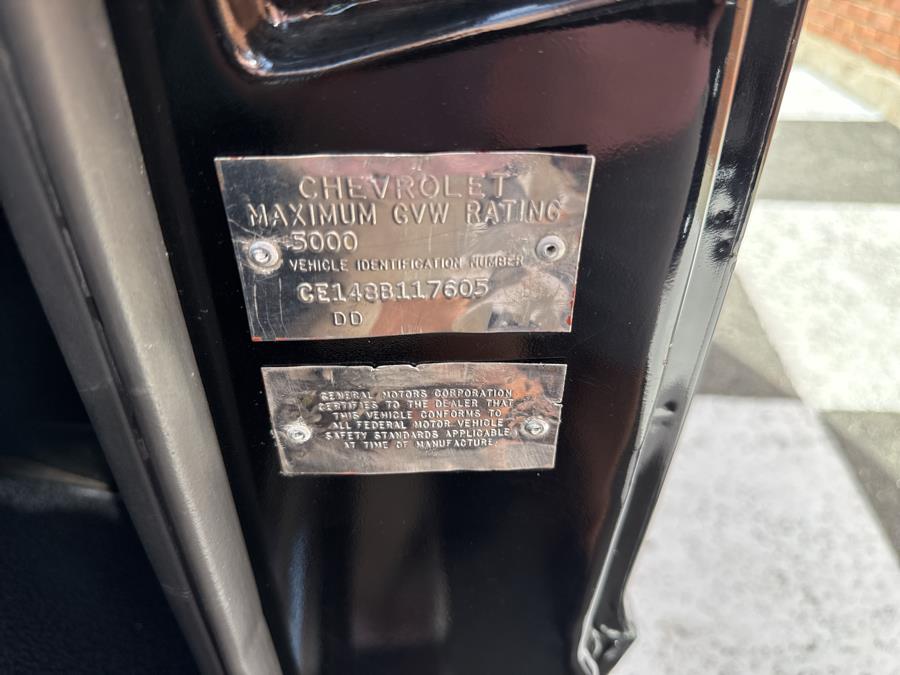 CHEVROLET
MAXIMUM GVW RATING
5000
VEHICLE IDENTIFICATION NUMBER
CE148B117605
DD
GENERAL MOTORS CORPORATION
CERTIFIES TO THE DEALER THAT
THIS VEHICLE CONFORMS TO
ALL FEDERAL MOTOR VEHICLE
SAFETY STANDARDS APPLICABLE
AT TIME OF MANUFACTURE.